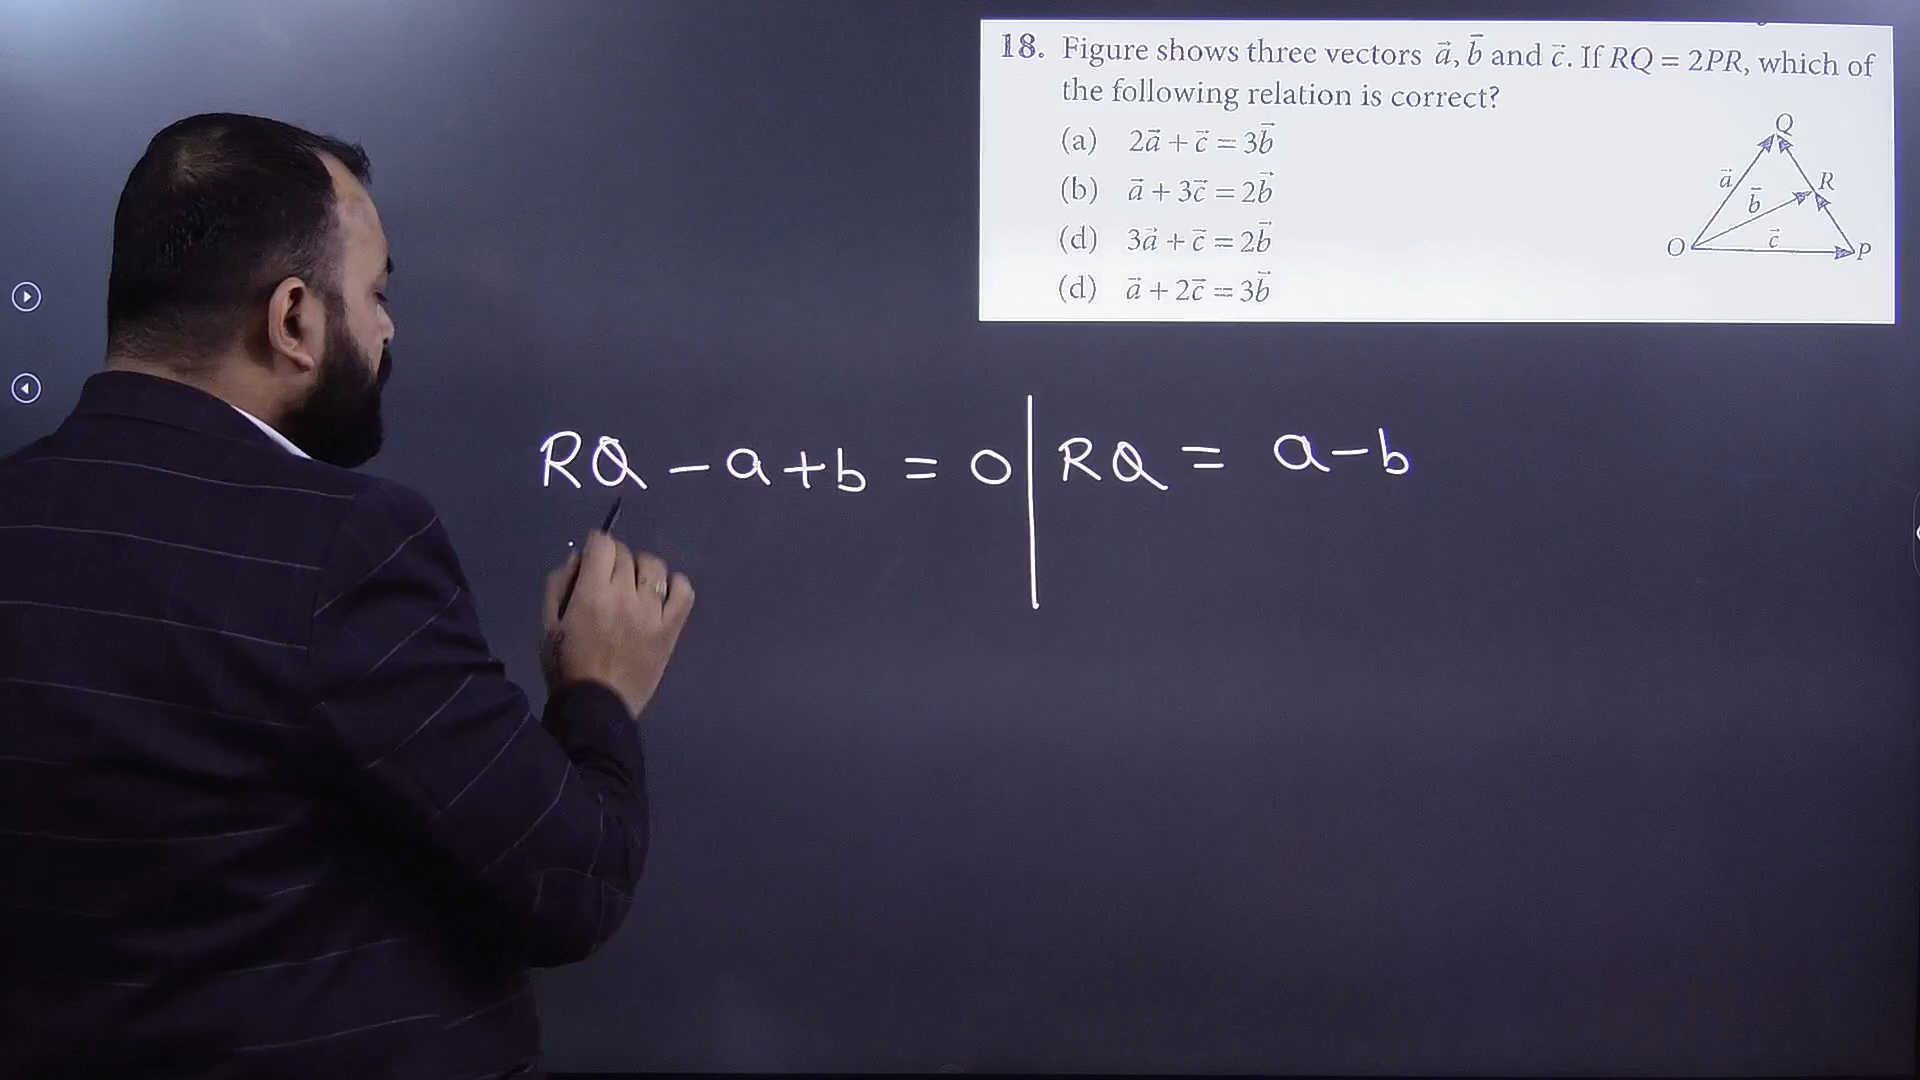 18. Figure shows three vectors a⃗, b̄ and c⃗. If RQ = 2PR, which of
the following relation is correct?
(a) 2a⃗ + c⃗ = 3b⃗
(b) a⃗ + 3c⃗ = 2b⃗
(d) 3a⃗ + c⃗ = 2b⃗
(d) a⃗ + 2c⃗ = 3b⃗
Q
a⃗
R
b̄
O
c⃗
P
RQ - a + b = 0 | RQ = a - b